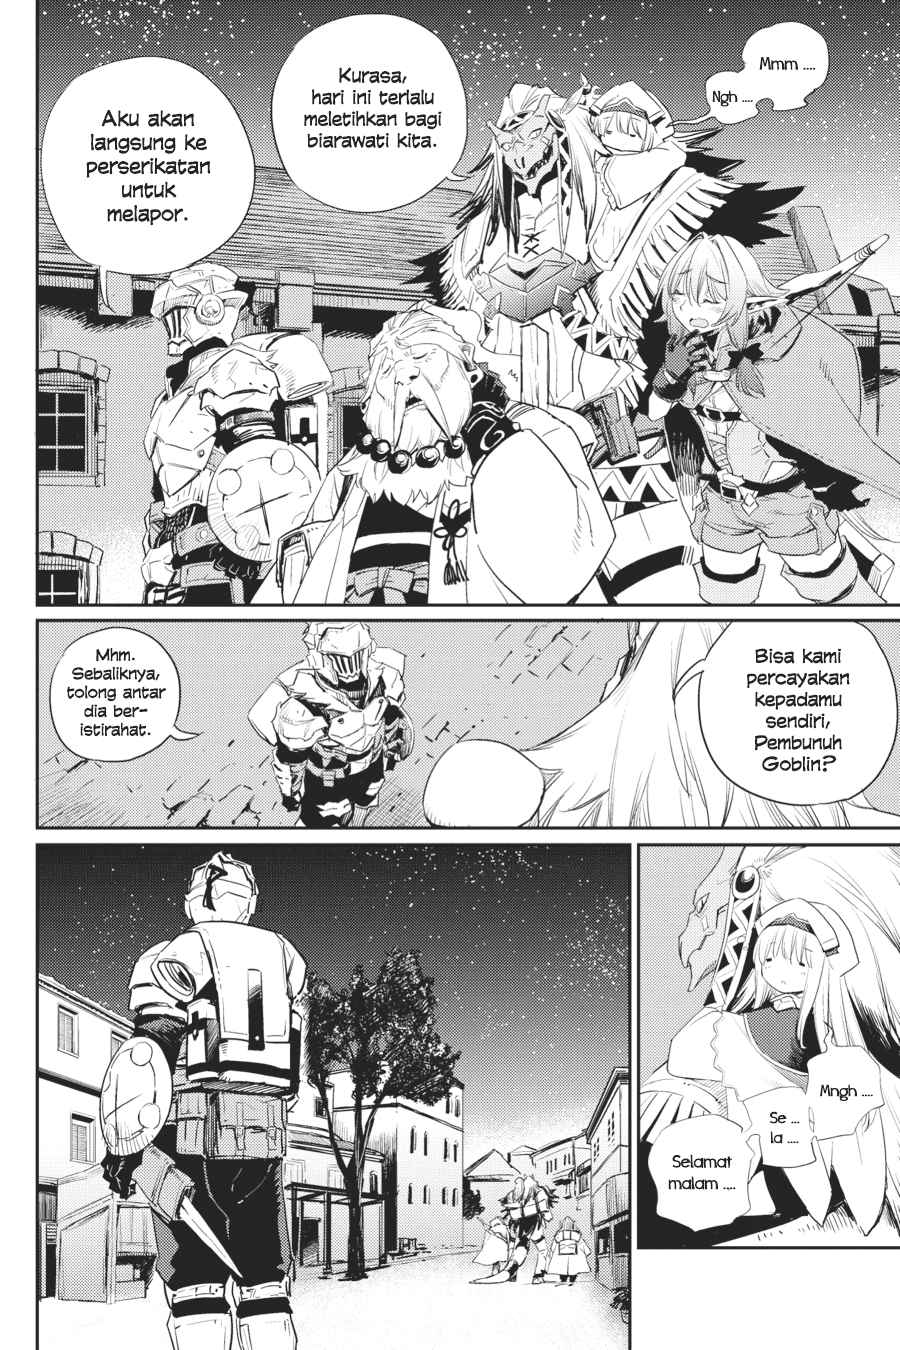 Mmm ....
Ngh ....
Kurasa,
hari ini terlalu
meletihkan bagi
biarawati kita.
Aku akan
langsung ke
perserikatan
untuk
melapor.
Bisa kami
percayakan
kepadamu
sendiri,
Pembunuh
Goblin?
Mhm.
Sebaliknya,
tolong antar
dia ber-
istirahat.
Mngh ....
Se ...
la ....
Selamat
malam ....